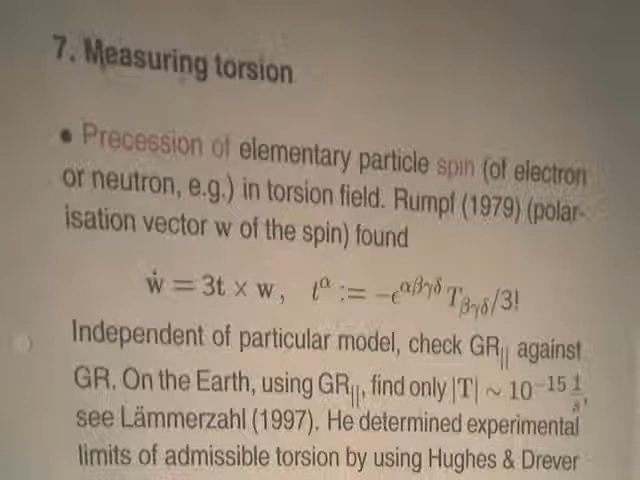 7. Measuring torsion
• Precession of elementary particle spin (of electron
or neutron, e.g.) in torsion field. Rumpf (1979) (polar-
isation vector w of the spin) found
ẇ = 3t × w, t^α := −ϵ^{αβγδ} T_{βγδ}/3!
Independent of particular model, check GR_{||} against
GR. On the Earth, using GR_{||}, find only |T| ∼ 10^{−15} 1/s,
see Lämmerzahl (1997). He determined experimental
limits of admissible torsion by using Hughes & Drever